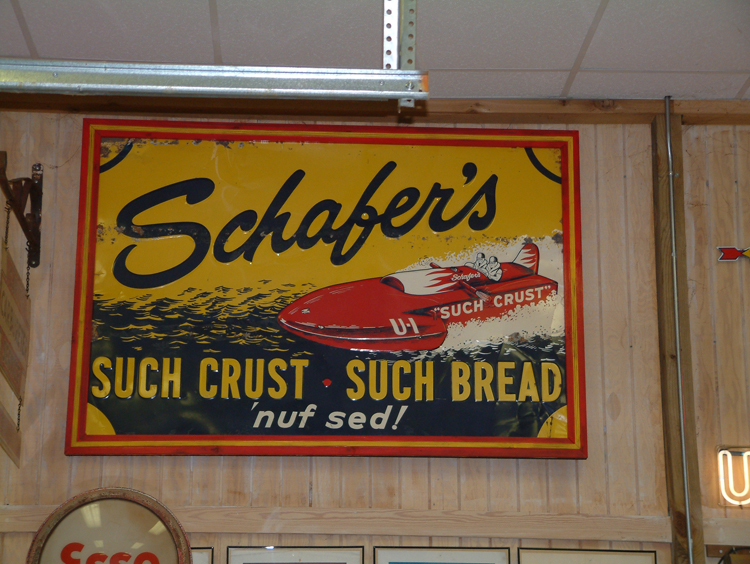 Schafer's
Schafer's
"SUCH CRUST"
U-1
SUCH CRUST • SUCH BREAD
'nuf sed!
U
Esso